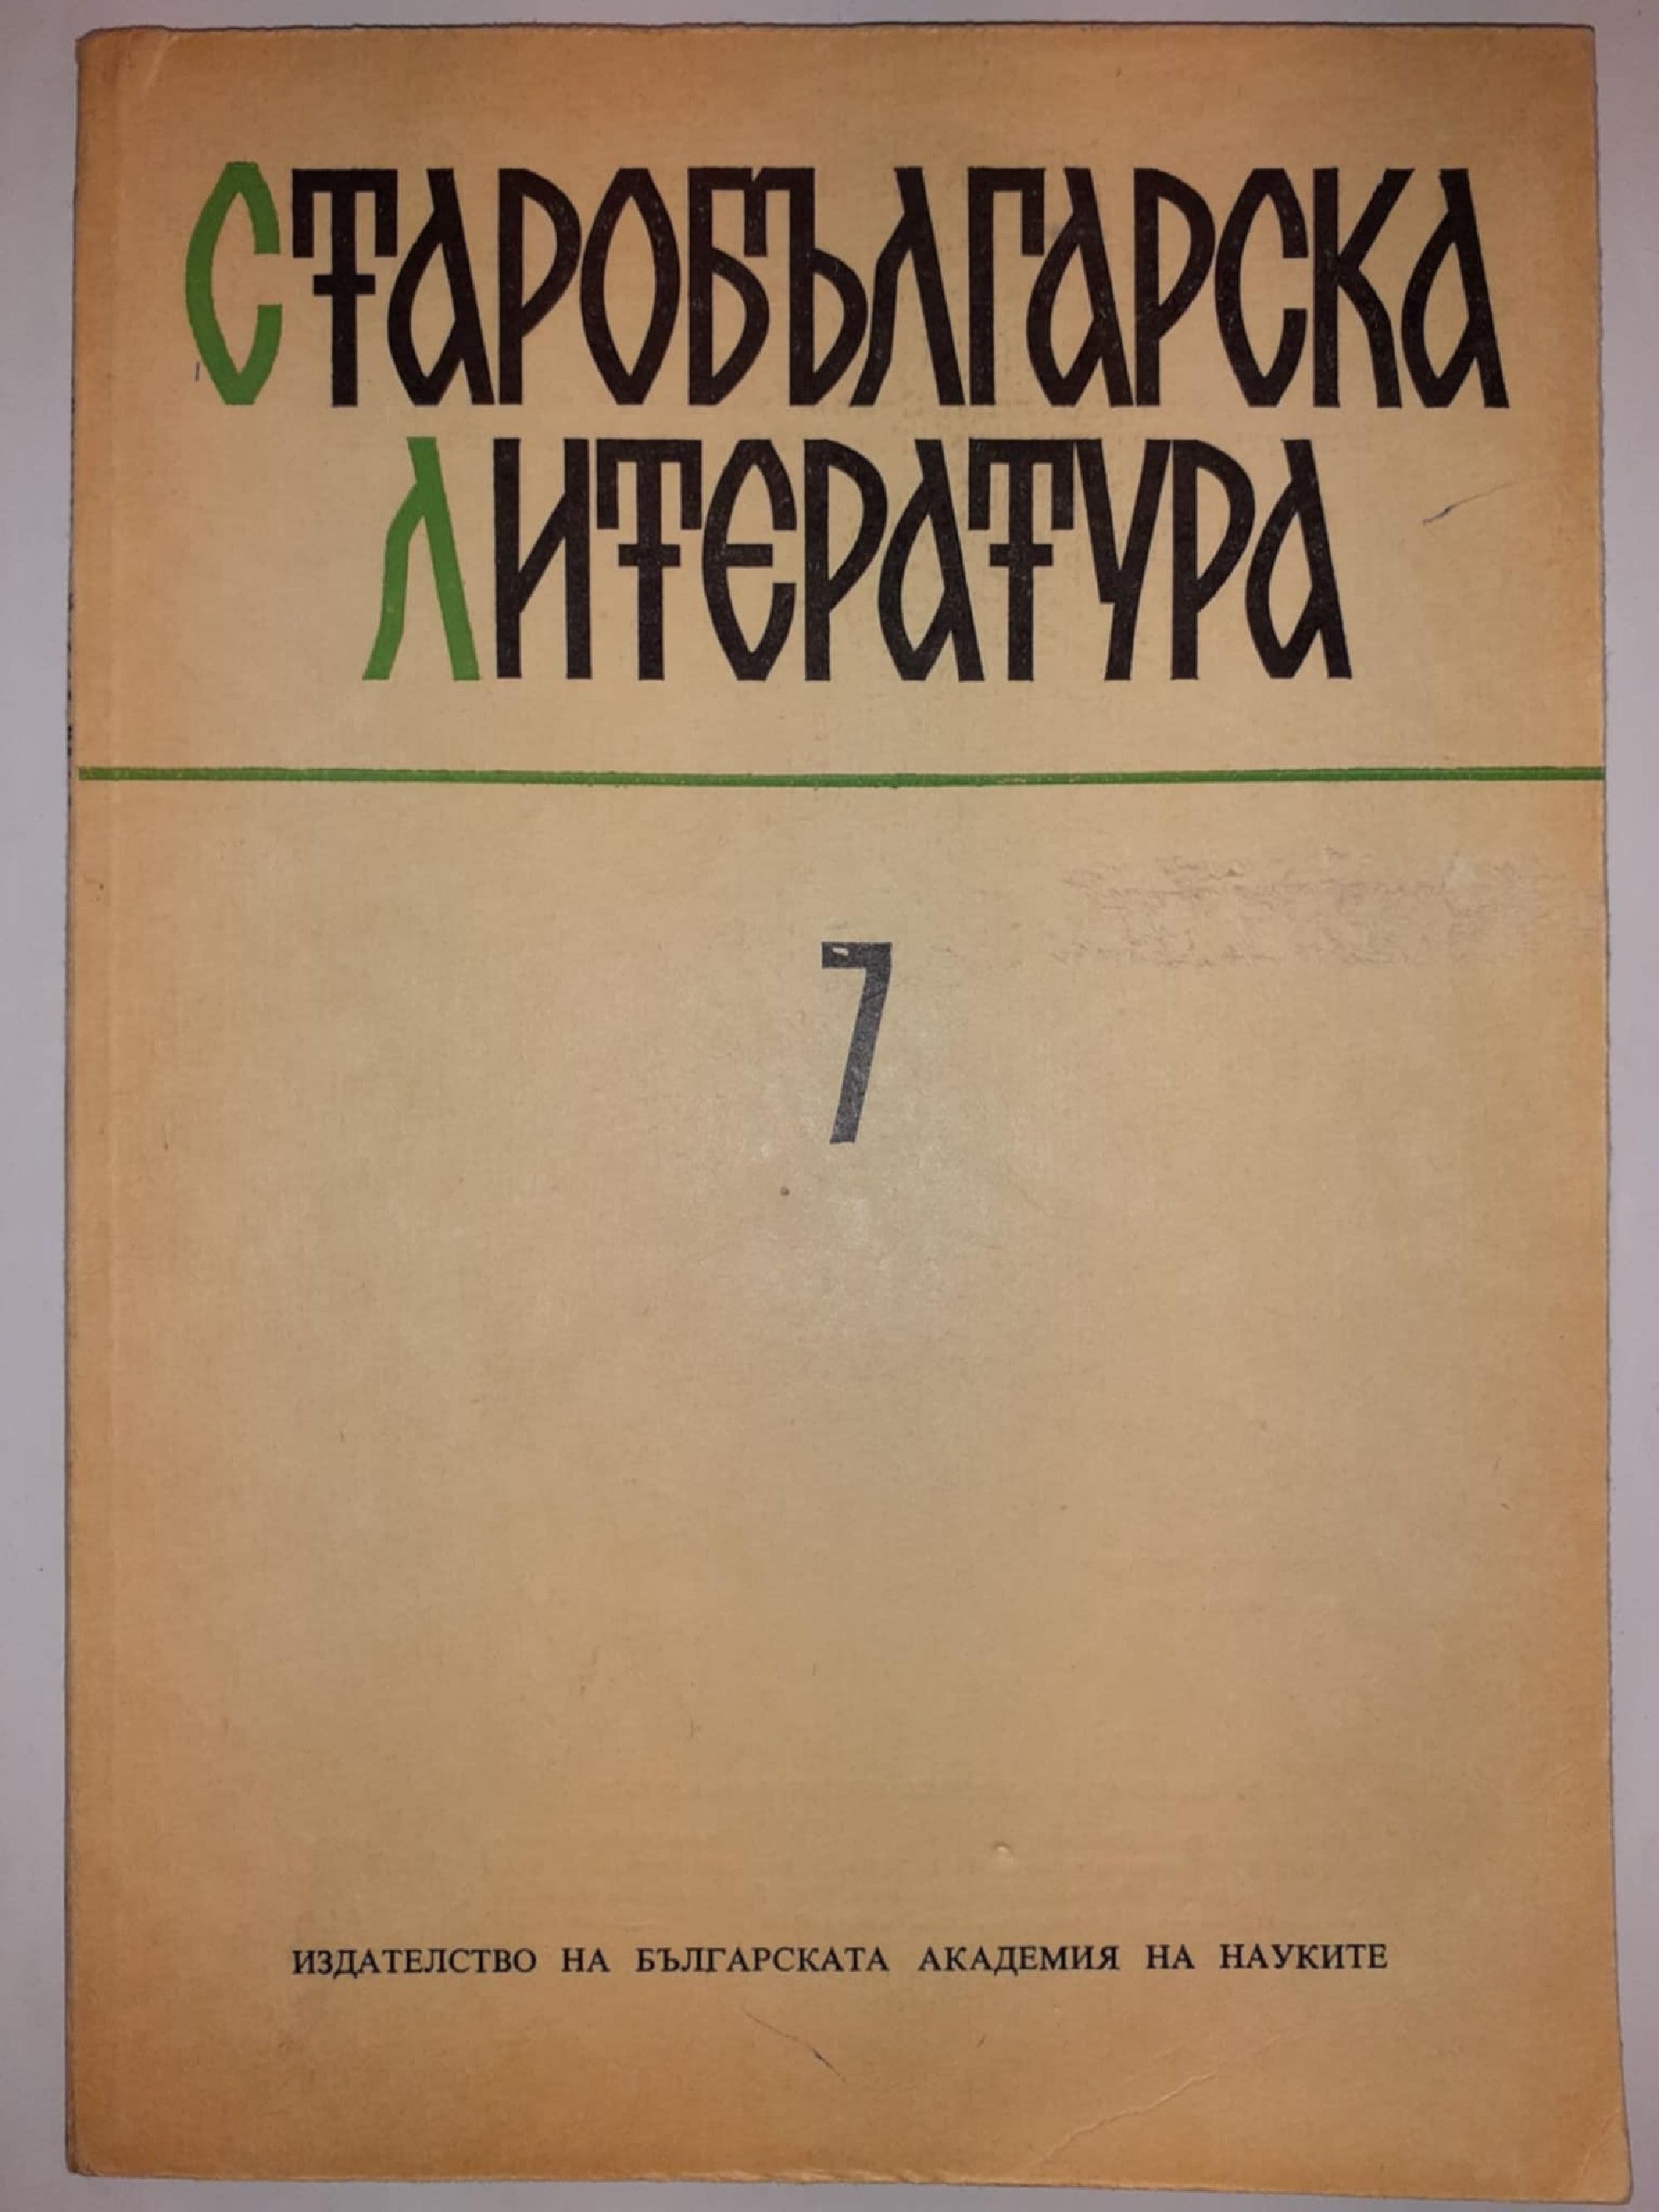 СТАРОБЪЛГАРСКА
ЛИТЕРАТУРА
7
ИЗДАТЕЛСТВО НА БЪЛГАРСКАТА АКАДЕМИЯ НА НАУКИТЕ